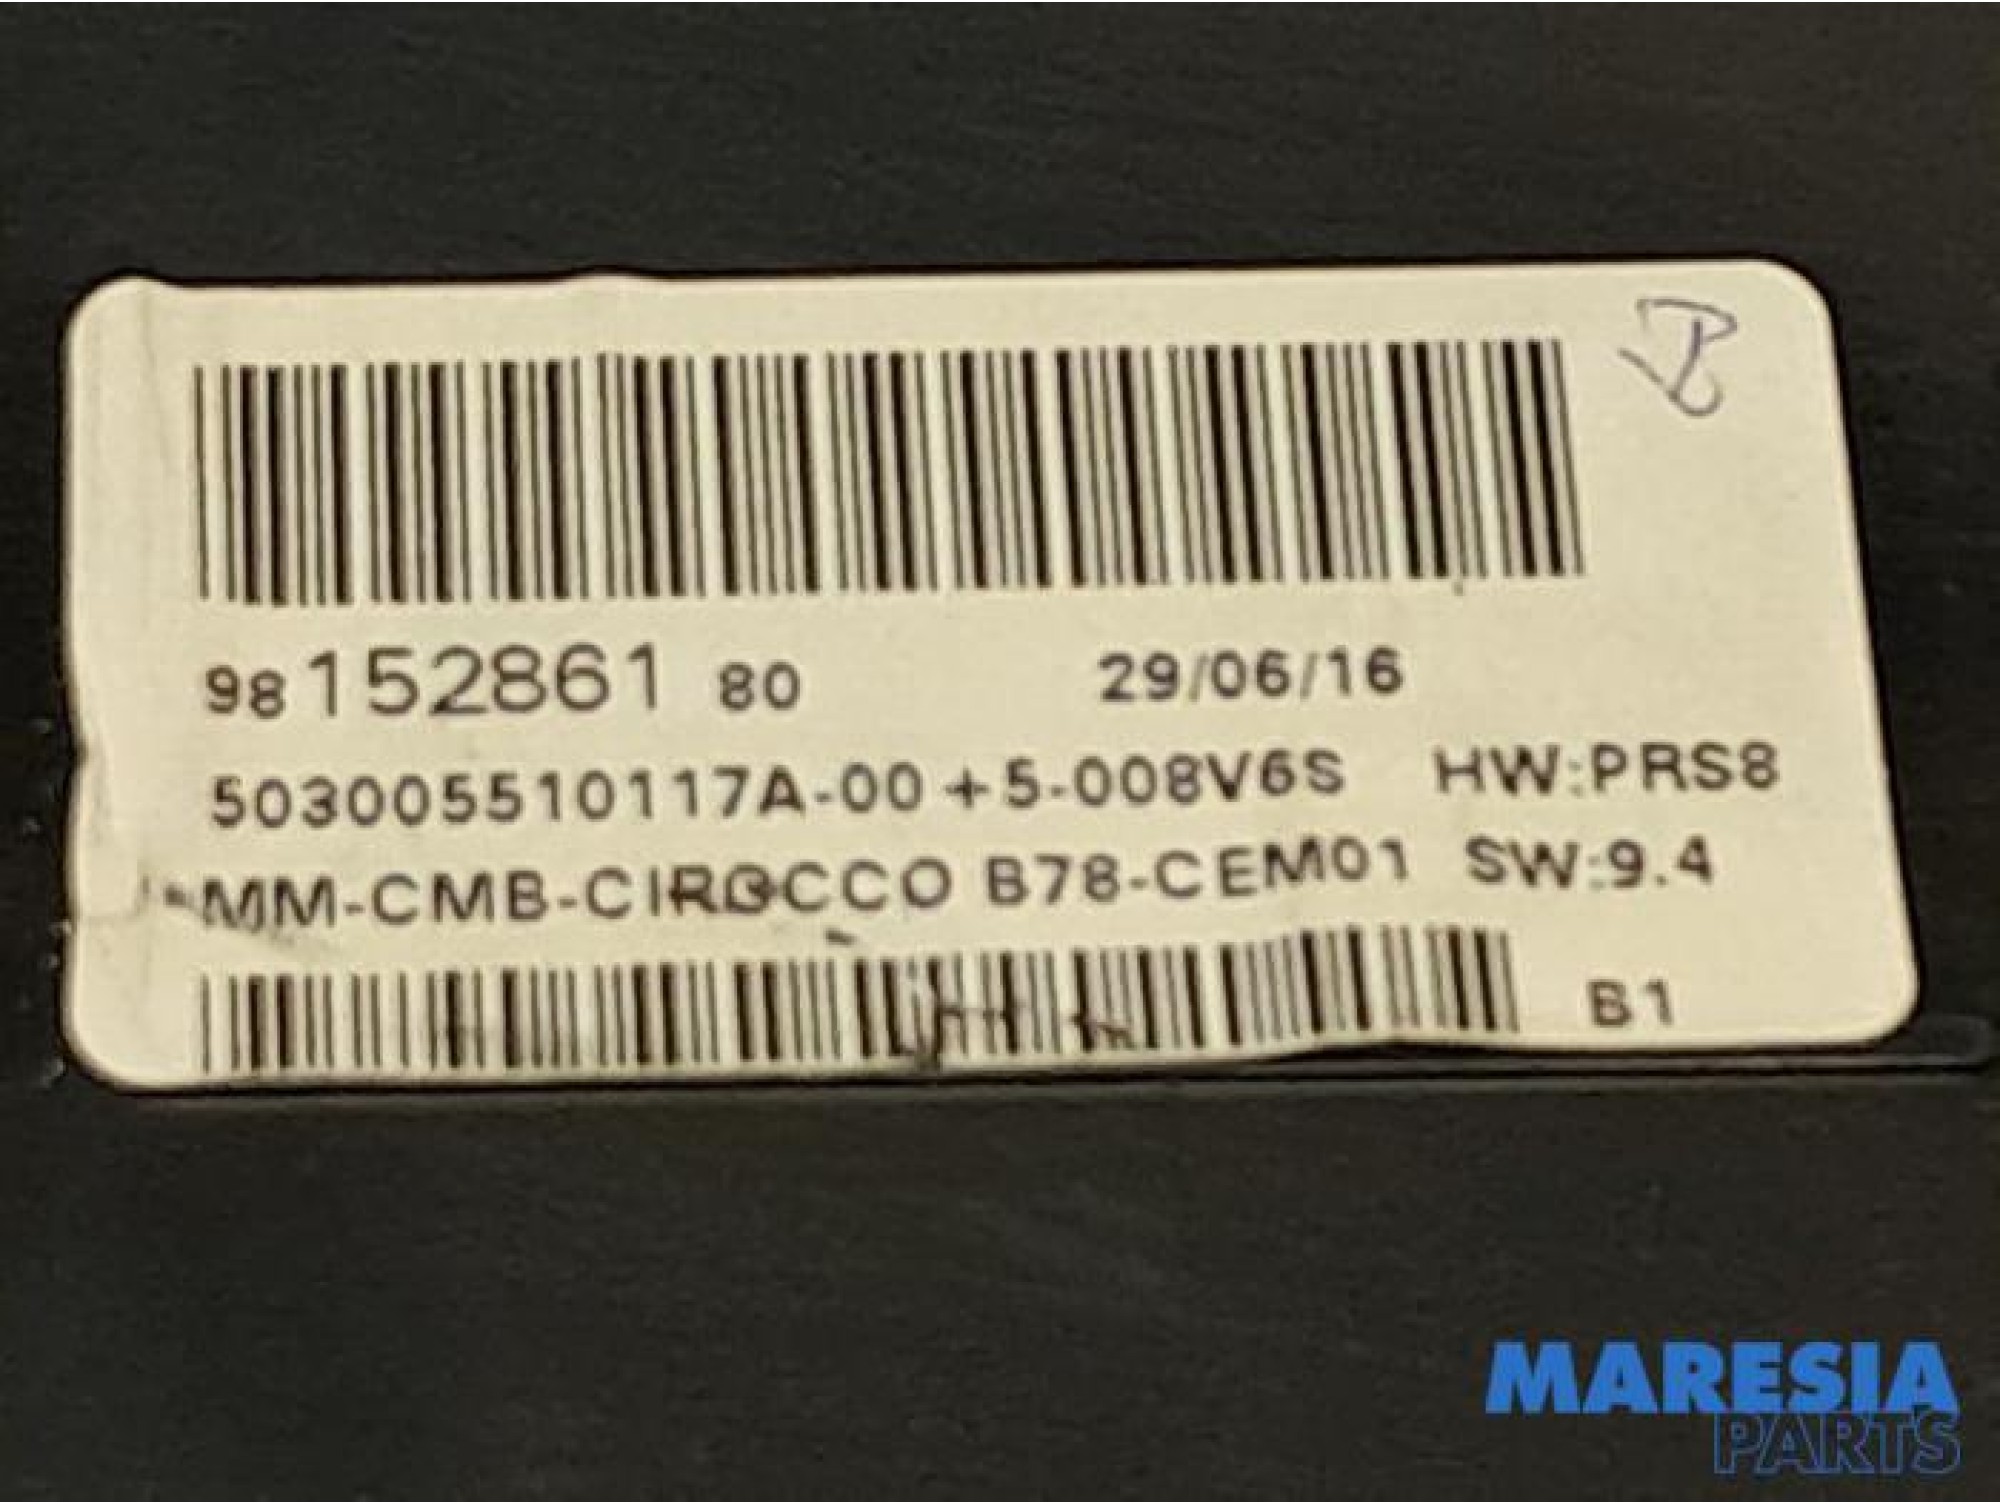 98 152861 80 29/06/16
503005510117A-00 +5-008V6S HW:PRS8
MM-CMB-CIROCCO B78-CEM01 SW:9.4
B1
MARESIA
PARTS